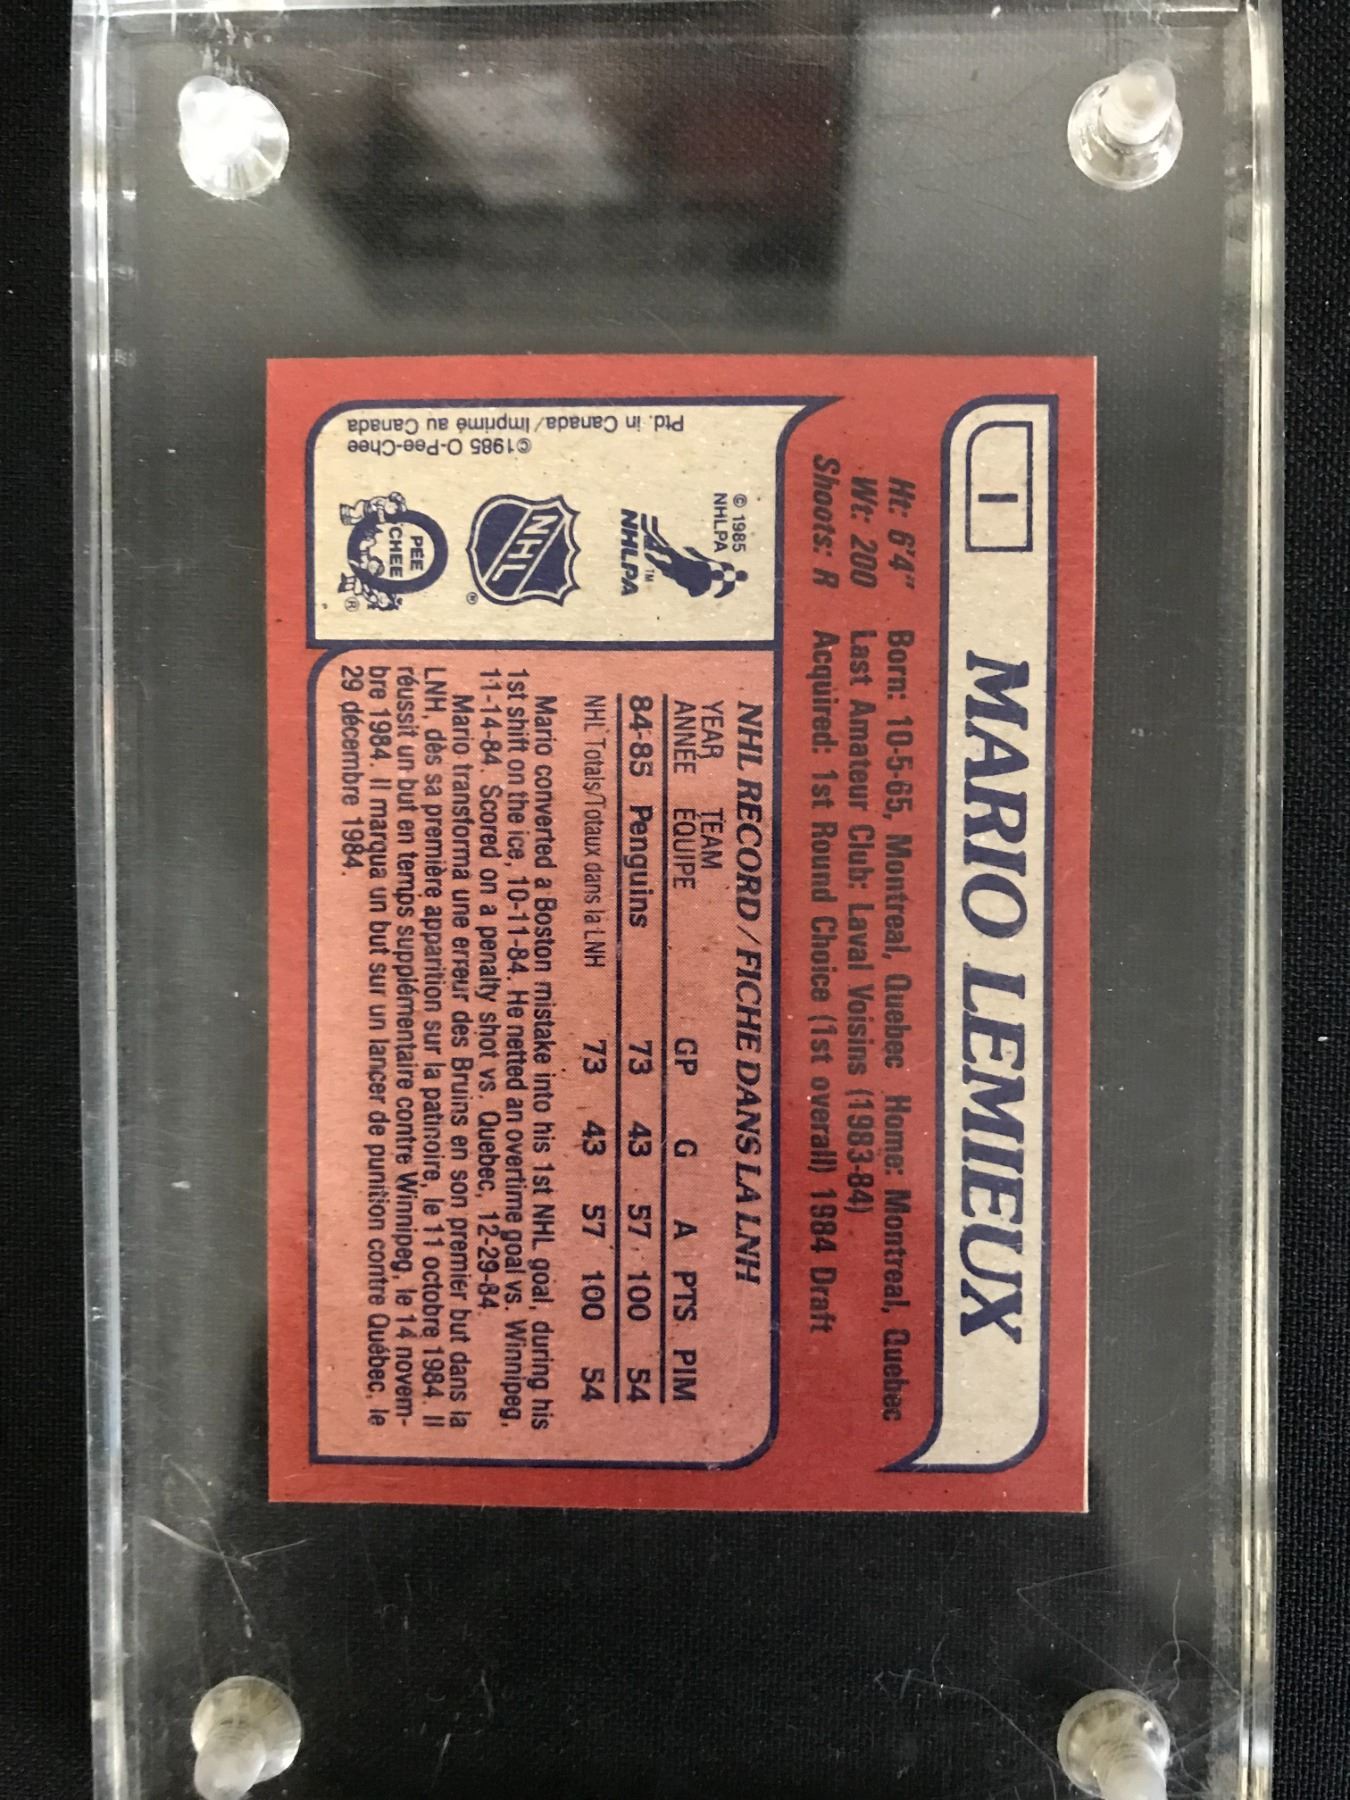 1
MARIO LEMIEUX
Ht: 6'4" Born: 10-5-65, Montreal, Quebec Home: Montreal, Quebec
Wt: 200 Last Amateur Club: Laval Voisins (1983-84)
Shoots: R Acquired: 1st Round Choice (1st overall) 1984 Draft
© 1985
NHLPA
NHLPA
TM
NHL
®
PEE
CHEE
®
©1985 O-Pee-Chee
Ptd. in Canada/Imprimé au Canada
NHL RECORD/FICHE DANS LA LNH
YEAR TEAM
ANNÉE ÉQUIPE GP G A PTS PIM
84-85 Penguins 73 43 57 100 54
NHL Totals/Totaux dans la LNH 73 43 57 100 54
Mario converted a Boston mistake into his 1st NHL goal, during his
1st shift on the ice, 10-11-84. He netted an overtime goal vs. Winnipeg,
11-14-84. Scored on a penalty shot vs. Quebec, 12-29-84.
Mario transforma une erreur des Bruins en son premier but dans la
LNH, dès sa première apparition sur la patinoire, le 11 octobre 1984. Il
réussit un but en temps supplémentaire contre Winnipeg, le 14 novem-
bre 1984. Il marqua un but sur un lancer de punition contre Québec, le
29 décembre 1984.